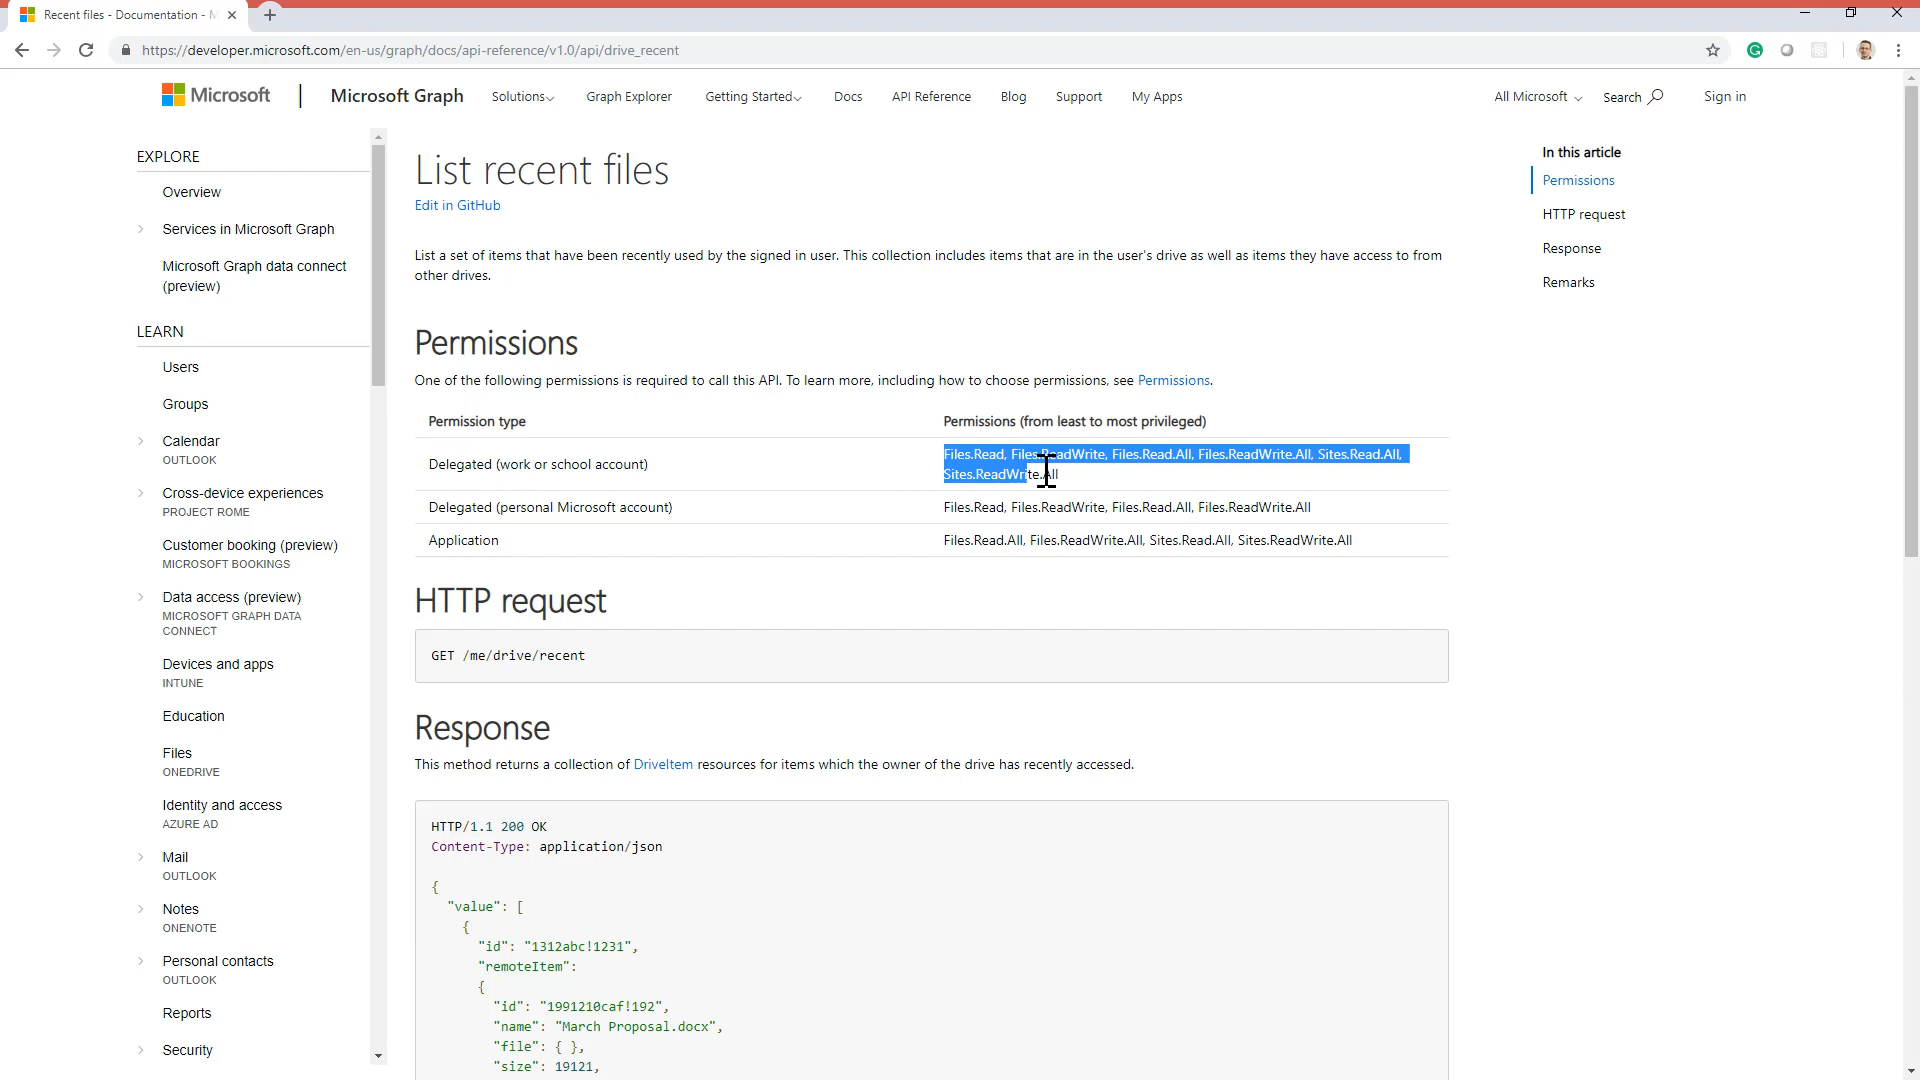 Recent files - Documentation - M
https://developer.microsoft.com/en-us/graph/docs/api-reference/v1.0/api/drive_recent
Microsoft
Microsoft Graph
Solutions
Graph Explorer
Getting Started
Docs
API Reference
Blog
Support
My Apps
All Microsoft
Search
Sign in
EXPLORE
Overview
Services in Microsoft Graph
Microsoft Graph data connect
(preview)
LEARN
Users
Groups
Calendar
OUTLOOK
Cross-device experiences
PROJECT ROME
Customer booking (preview)
MICROSOFT BOOKINGS
Data access (preview)
MICROSOFT GRAPH DATA
CONNECT
Devices and apps
INTUNE
Education
Files
ONEDRIVE
Identity and access
AZURE AD
Mail
OUTLOOK
Notes
ONENOTE
Personal contacts
OUTLOOK
Reports
Security
List recent files
Edit in GitHub
List a set of items that have been recently used by the signed in user. This collection includes items that are in the user's drive as well as items they have access to from
other drives.
Permissions
One of the following permissions is required to call this API. To learn more, including how to choose permissions, see Permissions.
Permission type
Permissions (from least to most privileged)
Delegated (work or school account)
Files.Read, Files.ReadWrite, Files.Read.All, Files.ReadWrite.All, Sites.Read.All,
Sites.ReadWrite.All
Delegated (personal Microsoft account)
Files.Read, Files.ReadWrite, Files.Read.All, Files.ReadWrite.All
Application
Files.Read.All, Files.ReadWrite.All, Sites.Read.All, Sites.ReadWrite.All
HTTP request
GET /me/drive/recent
Response
This method returns a collection of DriveItem resources for items which the owner of the drive has recently accessed.
HTTP/1.1 200 OK
Content-Type: application/json
{
"value": [
{
"id": "1312abc!1231",
"remoteItem":
{
"id": "1991210caf!192",
"name": "March Proposal.docx",
"file": { },
"size": 19121,
In this article
Permissions
HTTP request
Response
Remarks